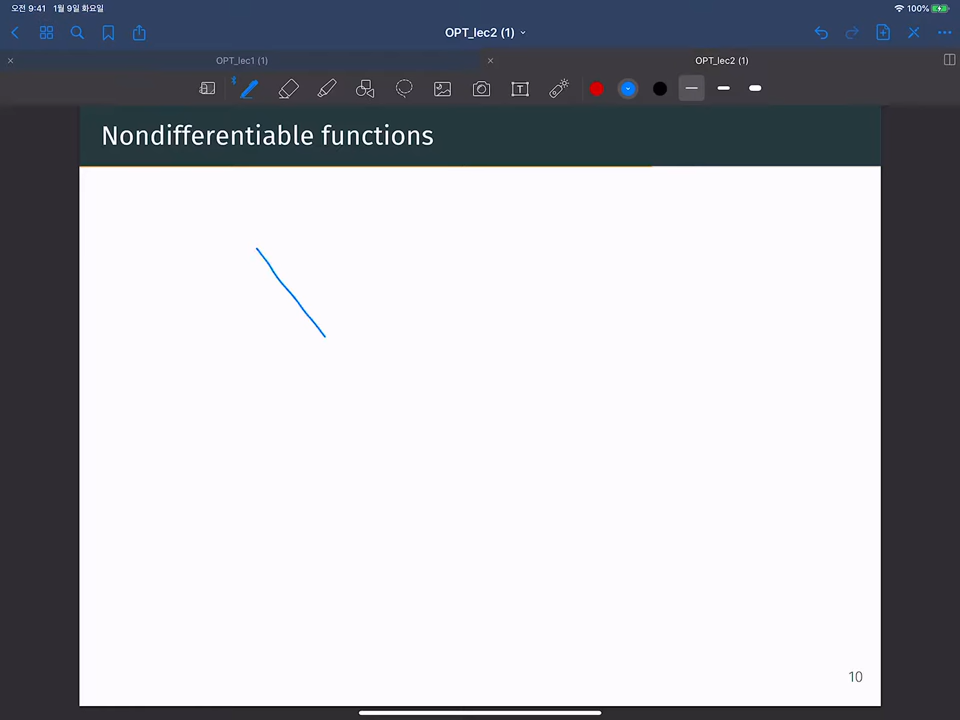 오전 9:41 1월 9일 화요일
100%
OPT_lec2 (1)
OPT_lec1 (1)
OPT_lec2 (1)
T
Nondifferentiable functions
10